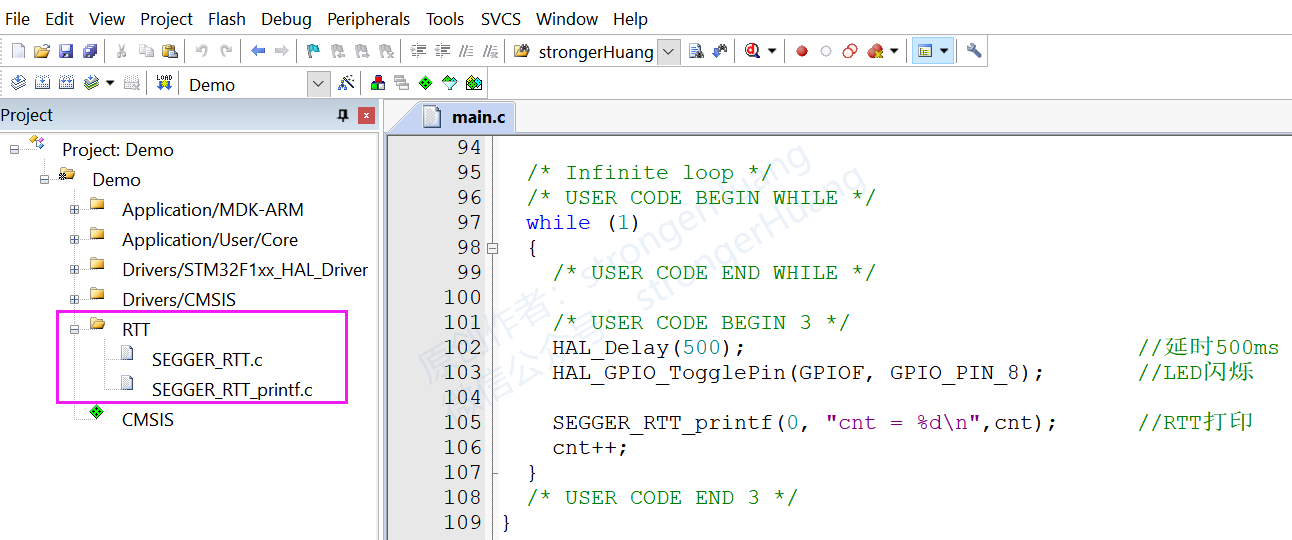 File Edit View Project Flash Debug Peripherals Tools SVCS Window Help
strongerHuang
LOAD
Demo
Project
Project: Demo
Demo
Application/MDK-ARM
Application/User/Core
Drivers/STM32F1xx_HAL_Driver
Drivers/CMSIS
RTT
SEGGER_RTT.c
SEGGER_RTT_printf.c
CMSIS
main.c
94
95 /* Infinite loop */
96 /* USER CODE BEGIN WHILE */
97 while (1)
98 {
99 /* USER CODE END WHILE */
100
101 /* USER CODE BEGIN 3 */
102 HAL_Delay(500); //延时500ms
103 HAL_GPIO_TogglePin(GPIOF, GPIO_PIN_8); //LED闪烁
104
105 SEGGER_RTT_printf(0, "cnt = %d\n",cnt); //RTT打印
106 cnt++;
107 }
108 /* USER CODE END 3 */
109 }
原创作者：strongerHuang
微信公众号：strongerHuang